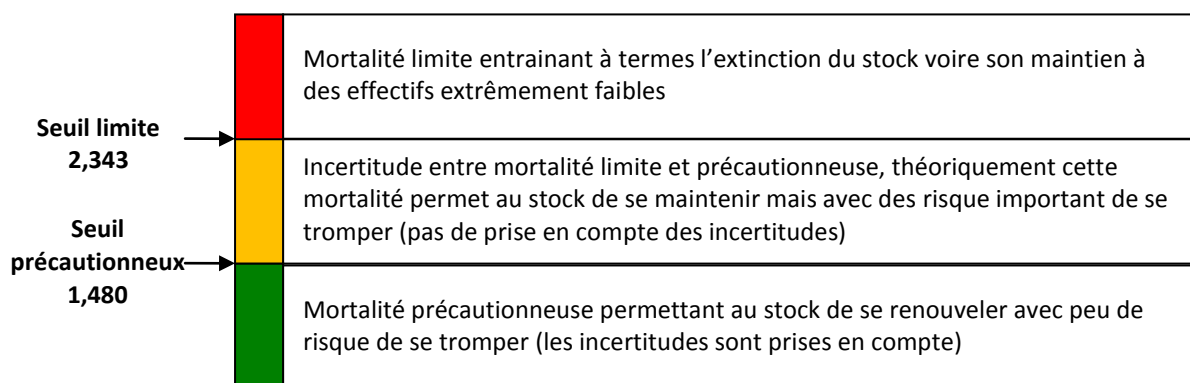 Mortalité limite entrainant à termes l’extinction du stock voire son maintien à
des effectifs extrêmement faibles
Seuil limite
2,343
Incertitude entre mortalité limite et précautionneuse, théoriquement cette
mortalité permet au stock de se maintenir mais avec des risque important de se
tromper (pas de prise en compte des incertitudes)
Seuil
précautionneux
1,480
Mortalité précautionneuse permettant au stock de se renouveler avec peu de
risque de se tromper (les incertitudes sont prises en compte)